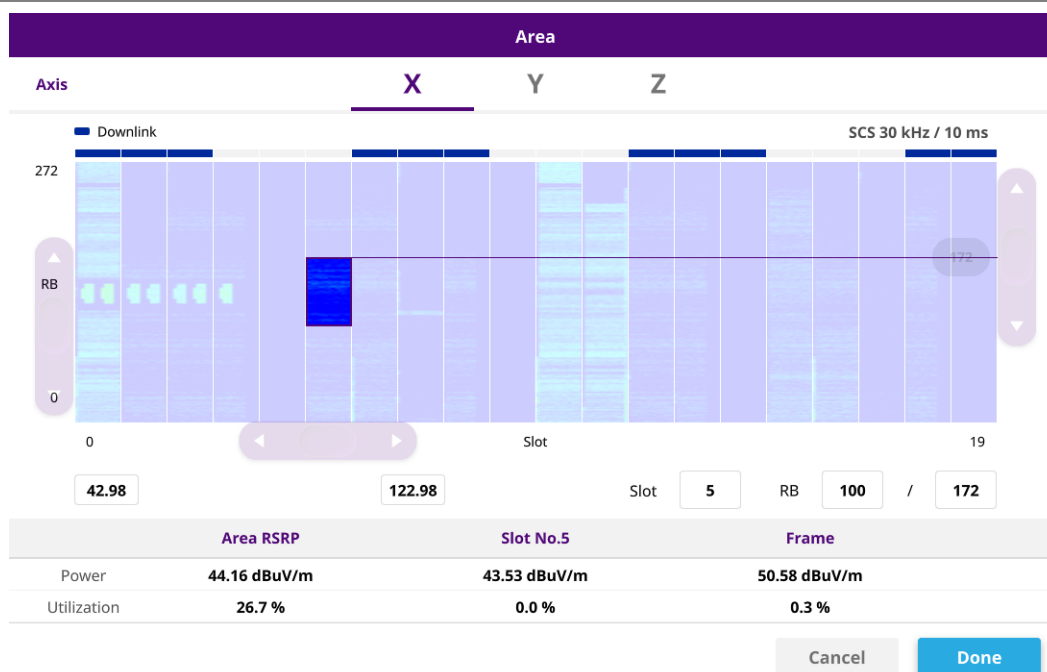 Area
Axis X Y Z
Downlink SCS 30 kHz / 10 ms
272
172
RB
0
0 Slot 19
42.98 122.98 Slot 5 RB 100 / 172
Area RSRP Slot No.5 Frame
Power 44.16 dBuV/m 43.53 dBuV/m 50.58 dBuV/m
Utilization 26.7 % 0.0 % 0.3 %
Cancel Done